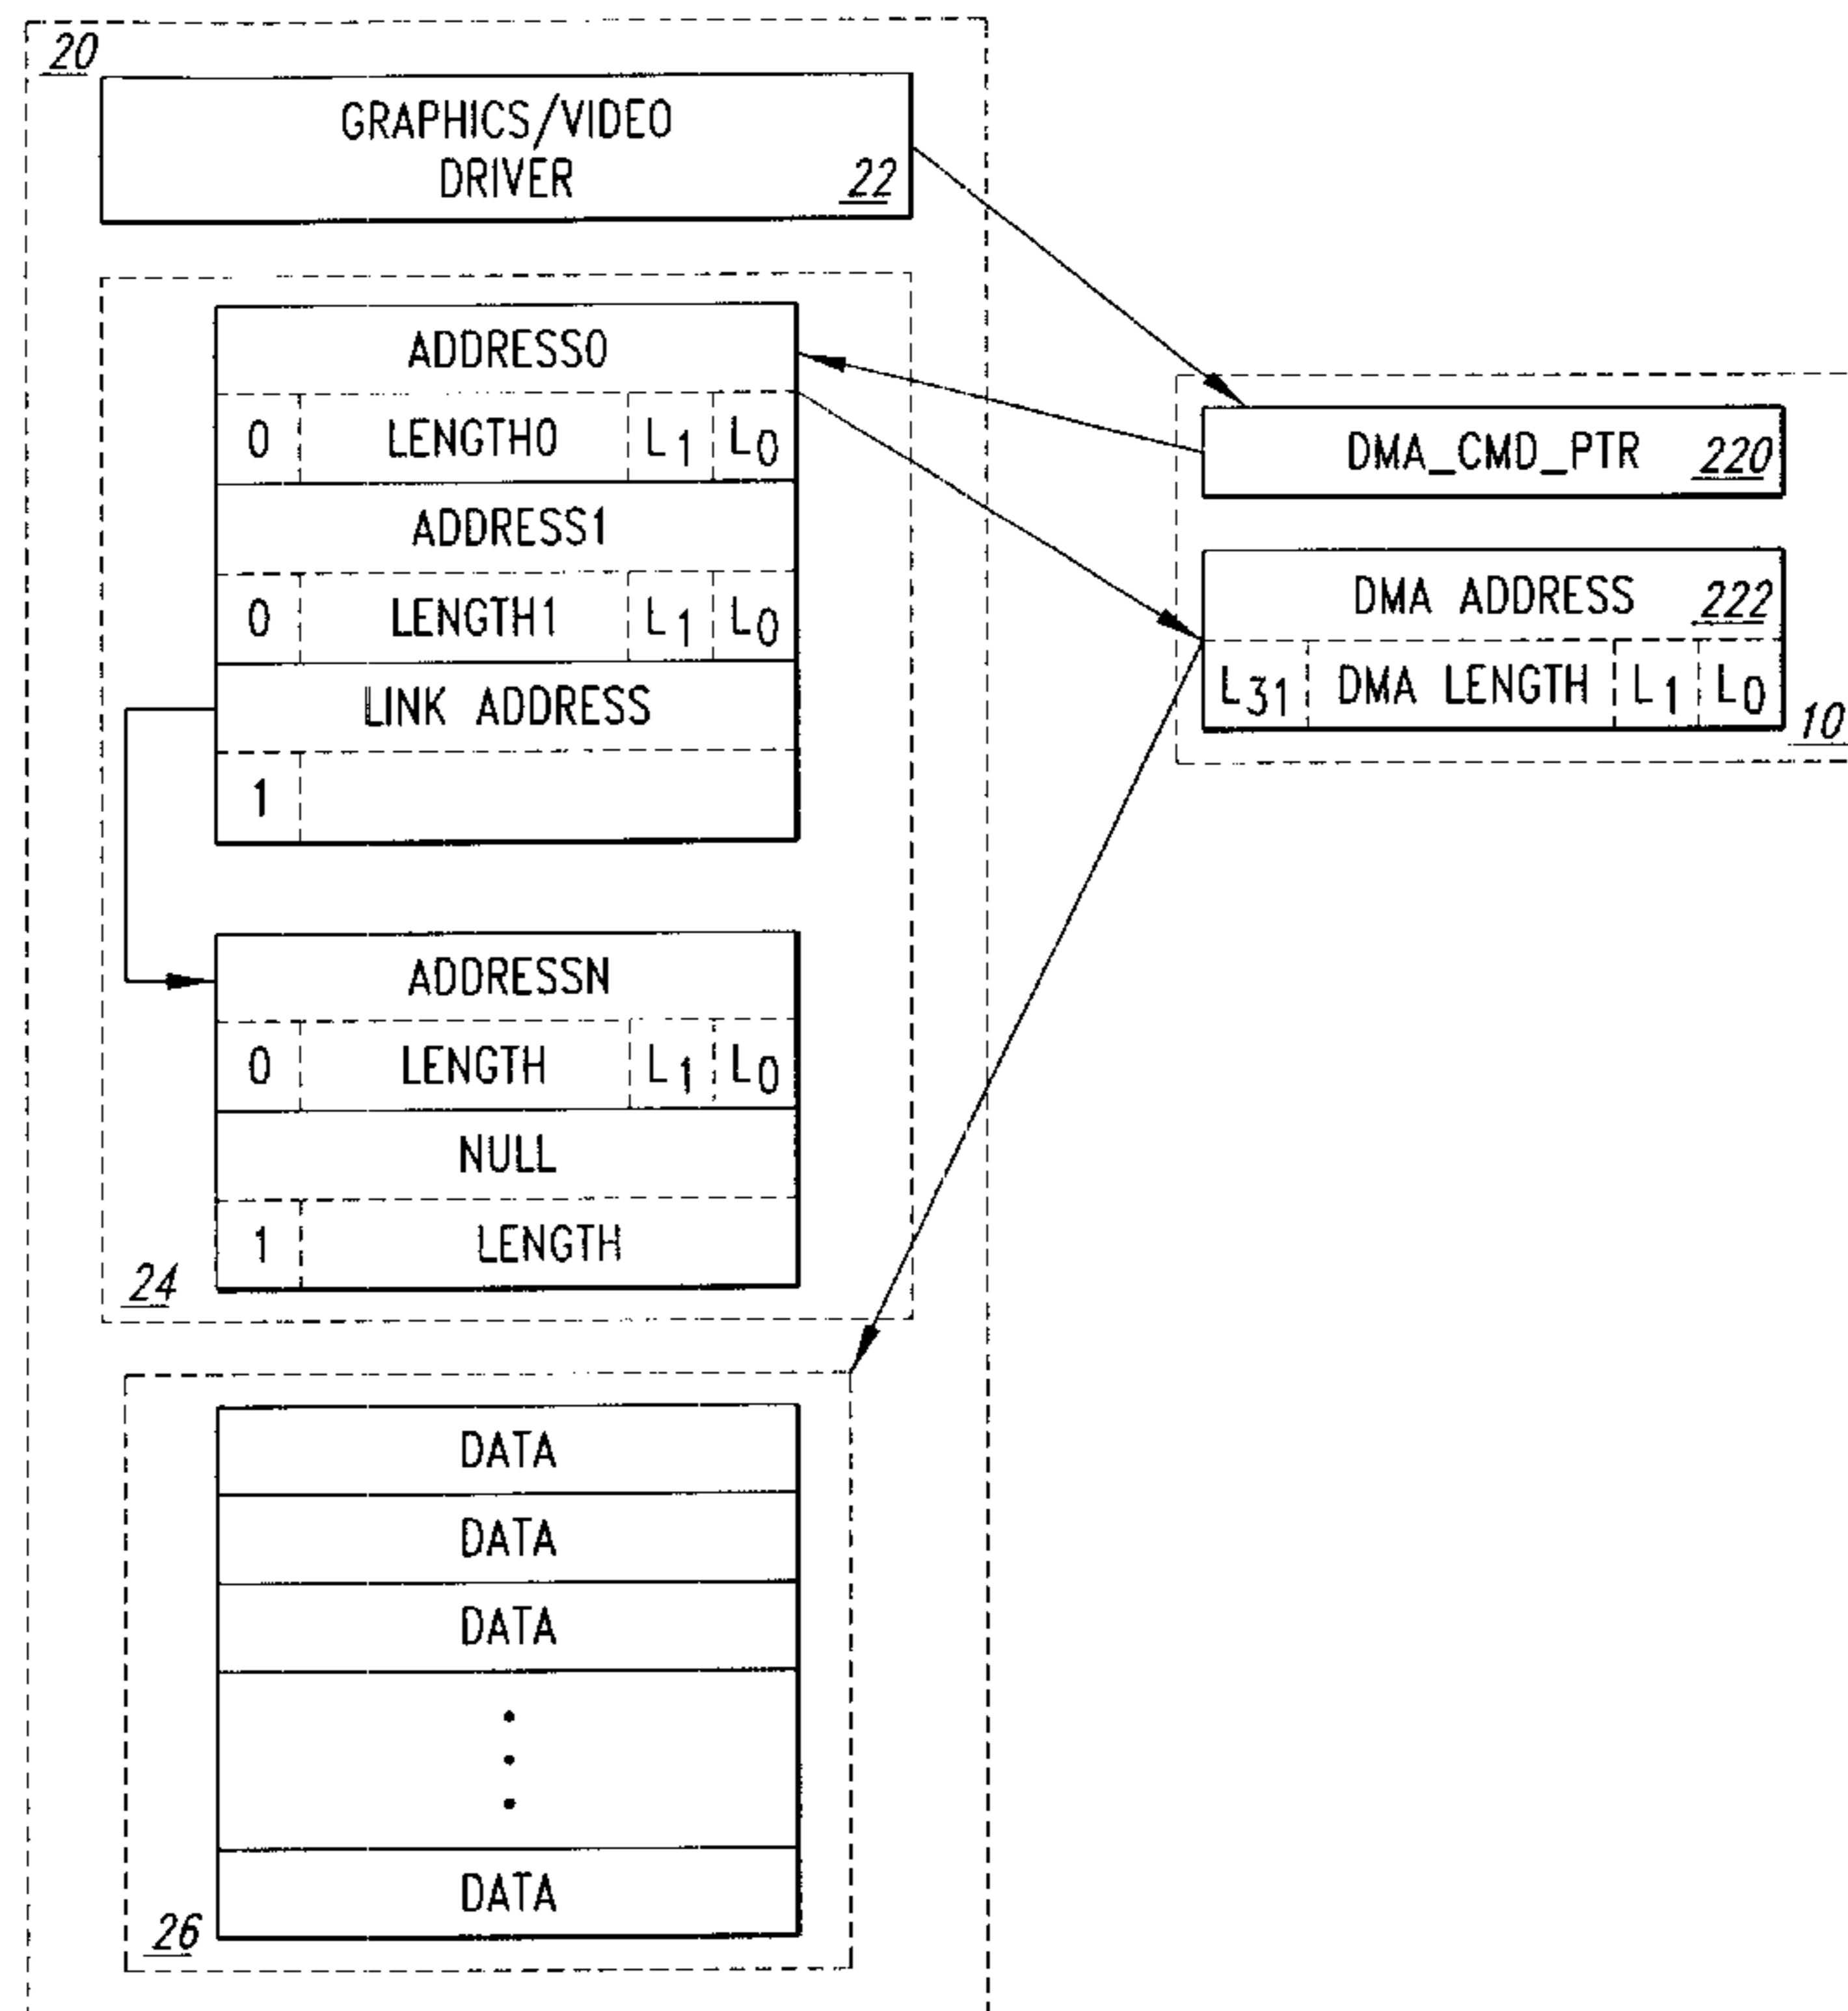 20
GRAPHICS/VIDEO
DRIVER 22
ADDRESS0
0 LENGTH0 L1 L0
ADDRESS1
0 LENGTH1 L1 L0
LINK ADDRESS
1
ADDRESSN
0 LENGTH L1 L0
NULL
1 LENGTH
24
DATA
DATA
DATA
DATA
26
DMA_CMD_PTR 220
DMA ADDRESS 222
L31 DMA LENGTH L1 L0
10